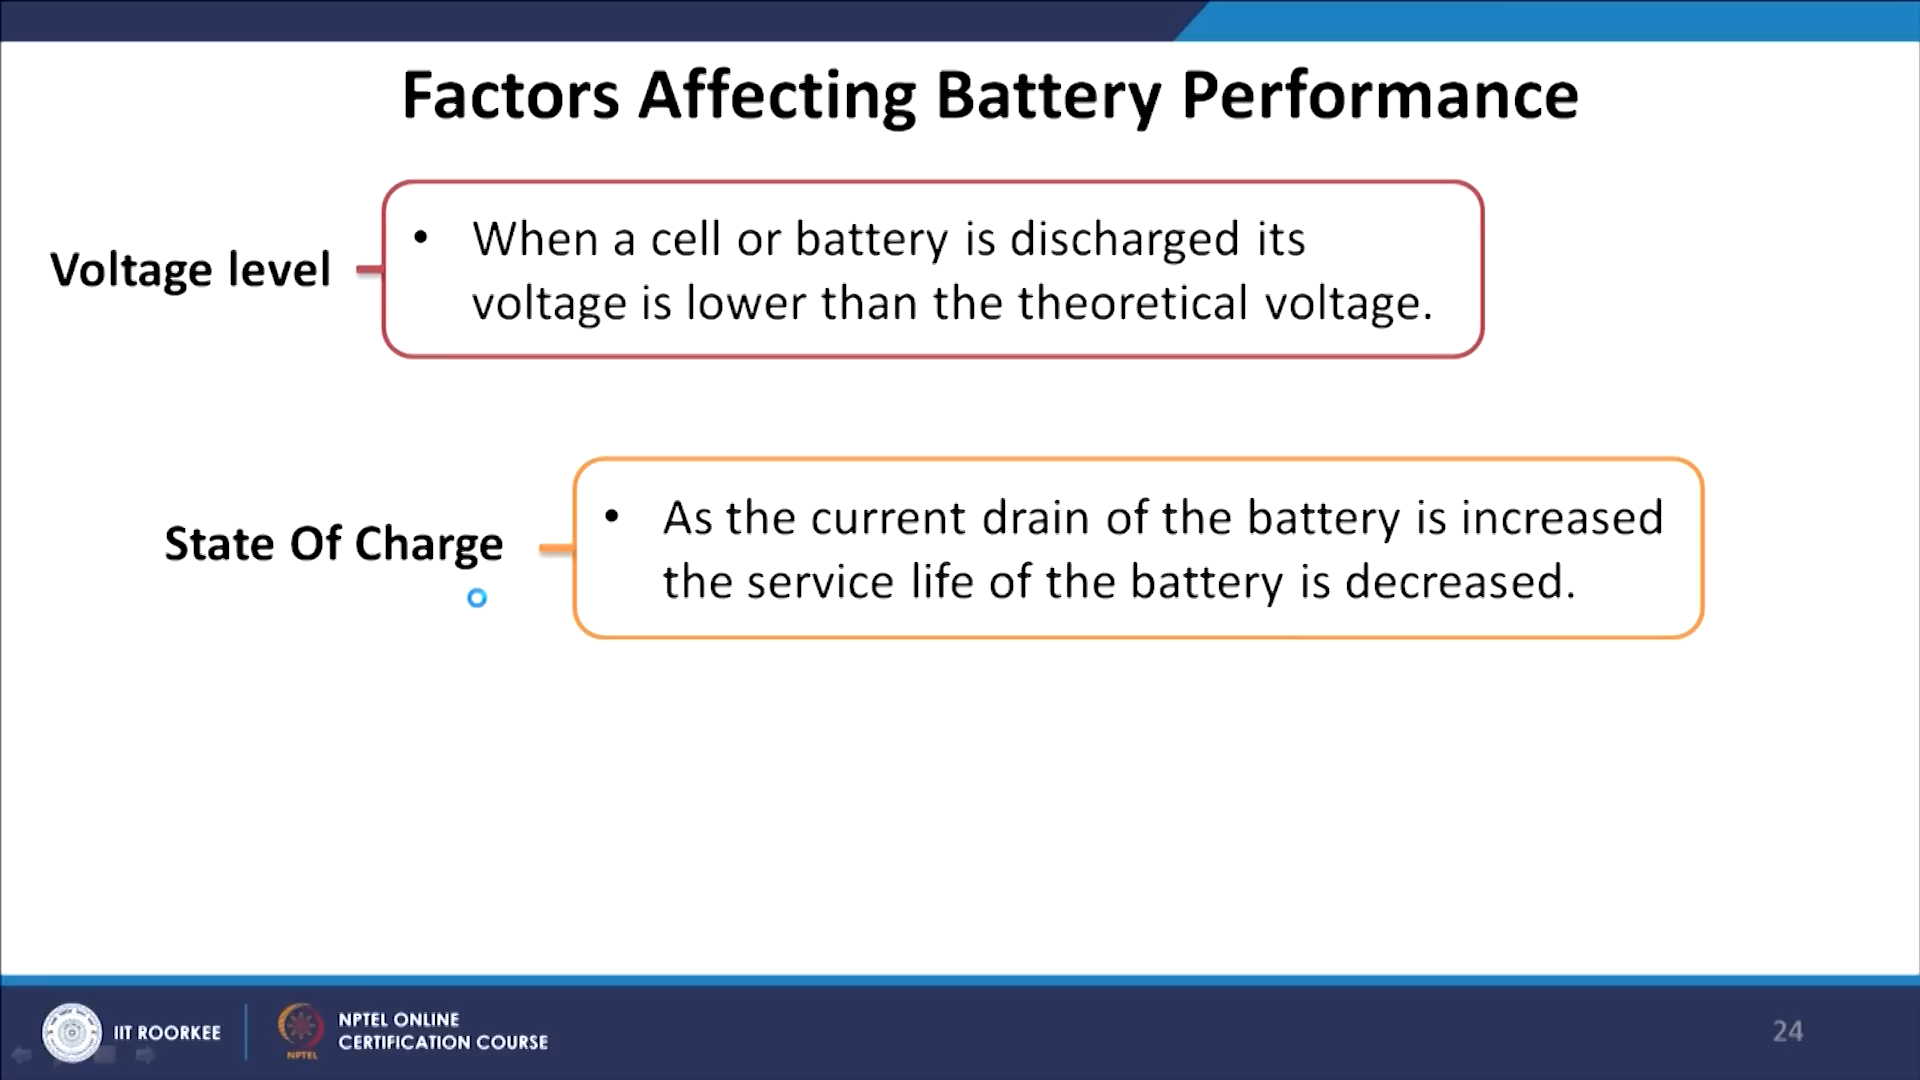 Factors Affecting Battery Performance
Voltage level
• When a cell or battery is discharged its
voltage is lower than the theoretical voltage.
State Of Charge
• As the current drain of the battery is increased
the service life of the battery is decreased.
IIT ROORKEE
NPTEL
NPTEL ONLINE
CERTIFICATION COURSE
24